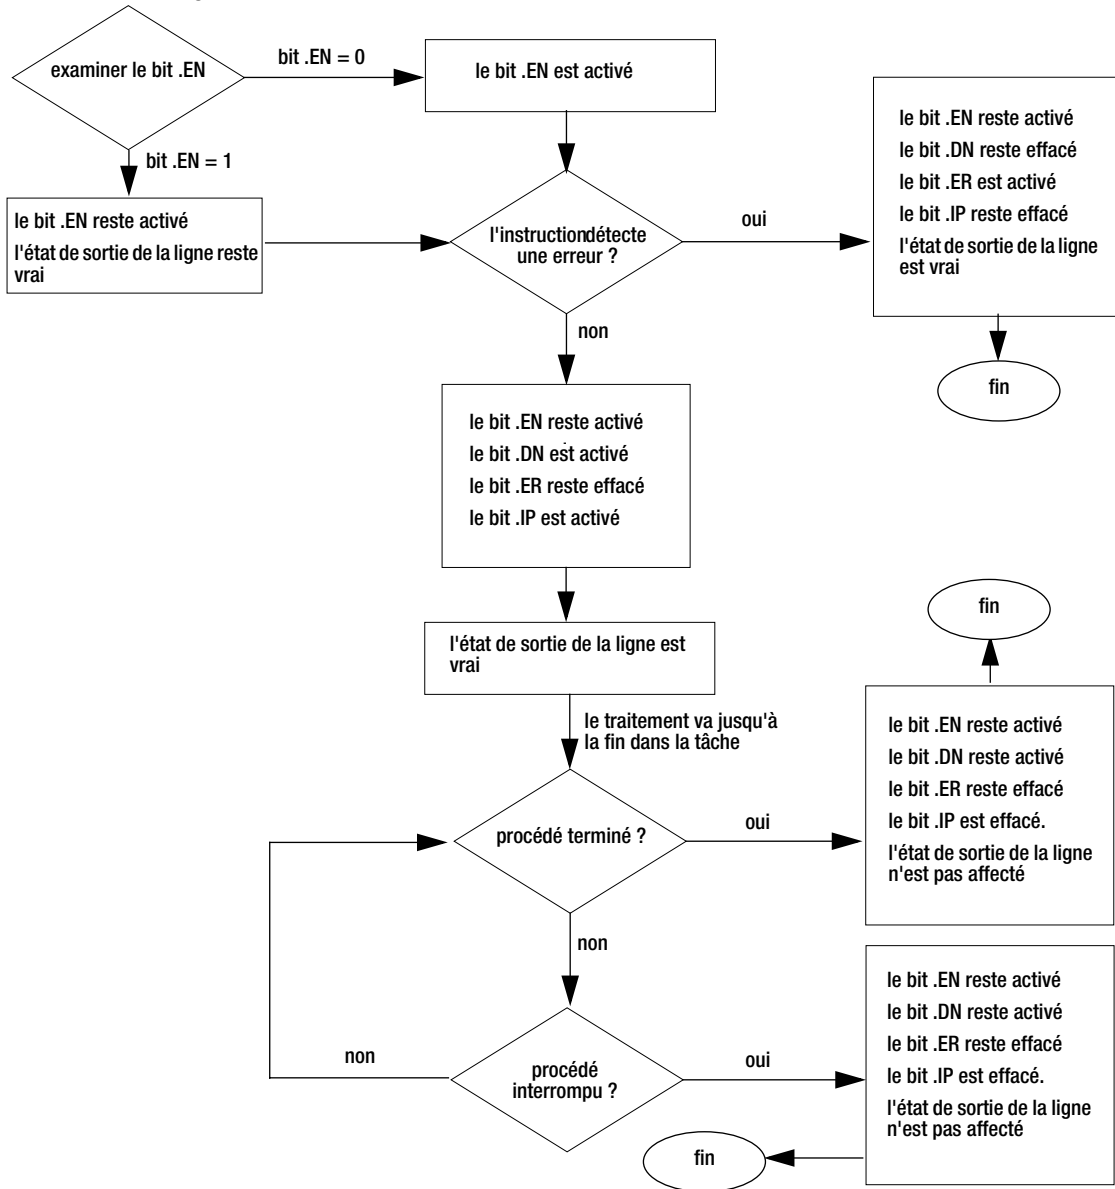 examiner le bit .EN
bit .EN = 0
le bit .EN est activé
bit .EN = 1
le bit .EN reste activé
l'état de sortie de la ligne reste
vrai
l'instructiondétecte
une erreur ?
oui
le bit .EN reste activé
le bit .DN reste effacé
le bit .ER est activé
le bit .IP reste effacé
l'état de sortie de la ligne
est vrai
fin
non
le bit .EN reste activé
le bit .DN est activé
le bit .ER reste effacé
le bit .IP est activé
l'état de sortie de la ligne est
vrai
le traitement va jusqu'à
la fin dans la tâche
procédé terminé ?
oui
fin
le bit .EN reste activé
le bit .DN reste activé
le bit .ER reste effacé
le bit .IP est effacé.
l'état de sortie de la ligne
n'est pas affecté
non
procédé
interrompu ?
non
oui
le bit .EN reste activé
le bit .DN reste activé
le bit .ER reste effacé
le bit .IP est effacé.
l'état de sortie de la ligne
n'est pas affecté
fin